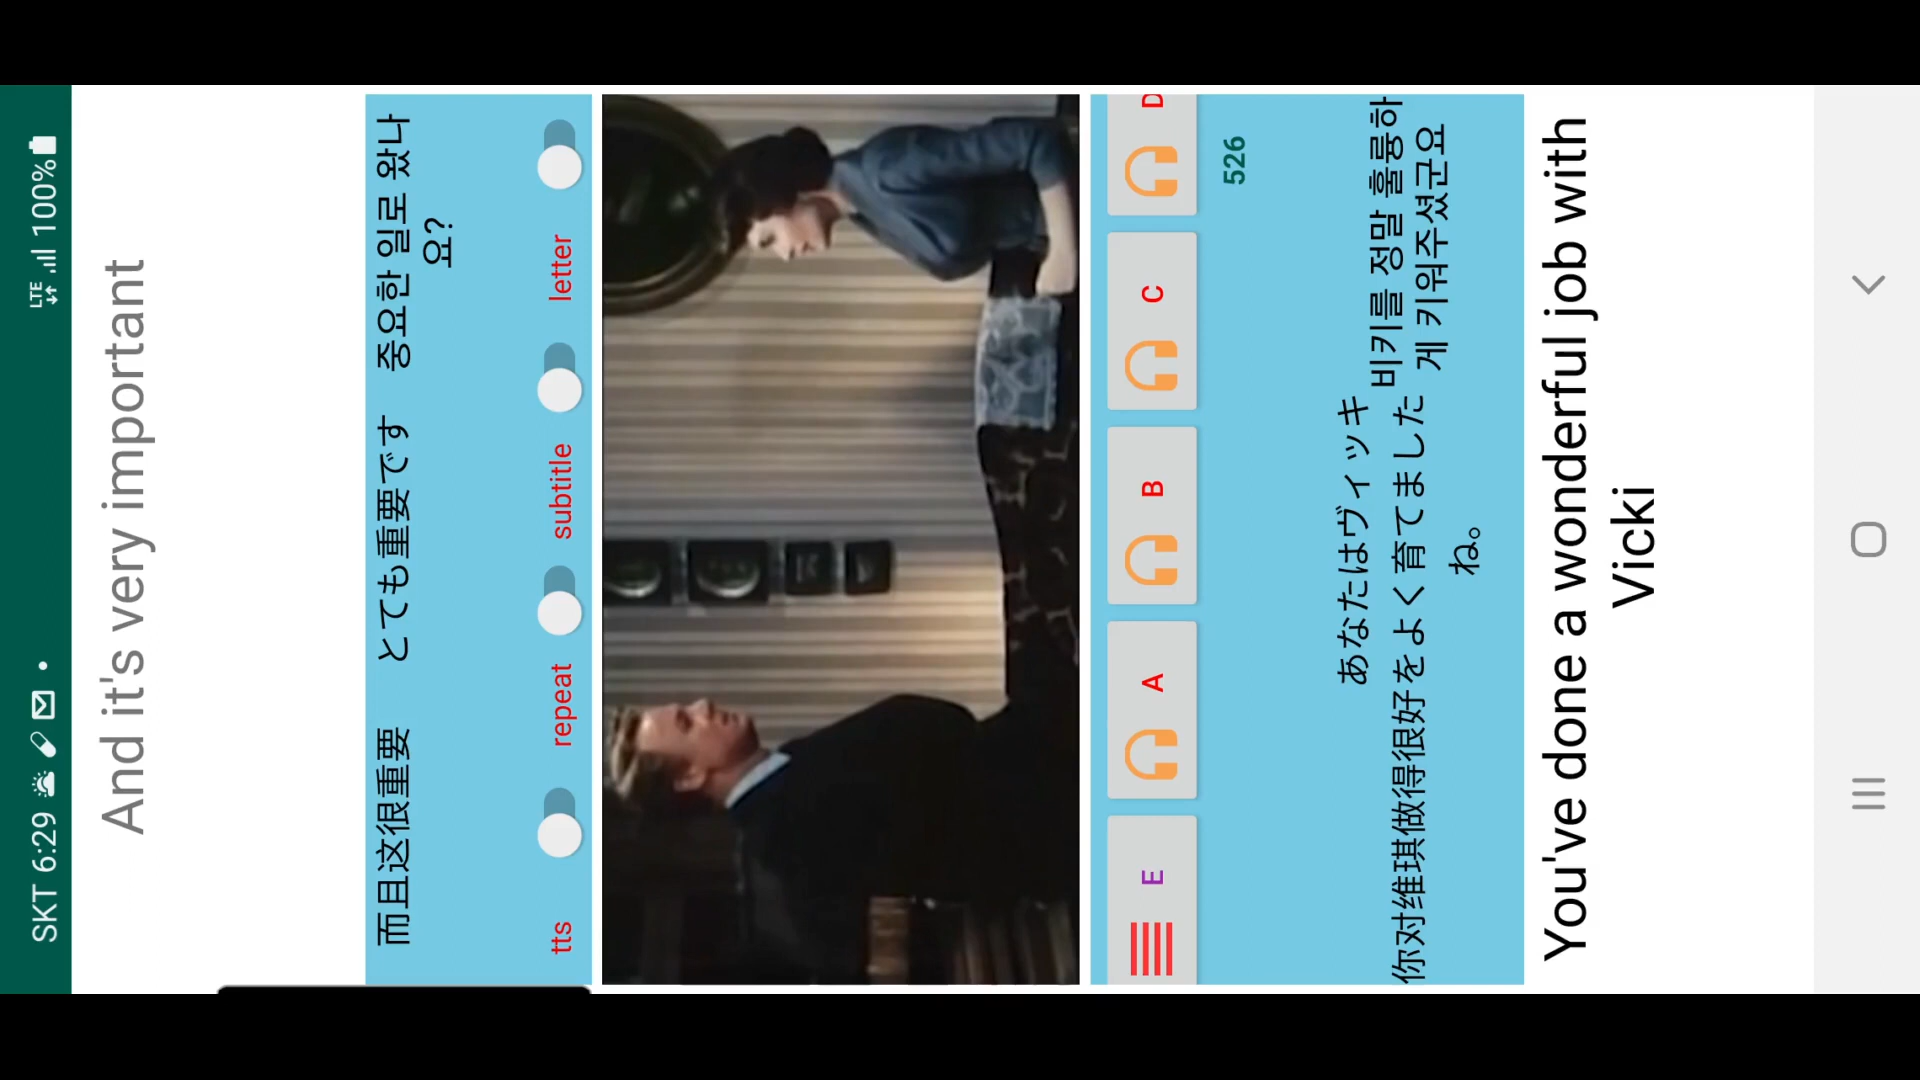 SKT 6:29
LTE
100%
And it's very important
而且这很重要
とても重要です
중요한 일로 왔나
요?
tts
repeat
subtitle
letter
E
A
B
C
D
526
你对维琪做得很好
あなたはヴィッキ
をよく育てました
ね。
비키를 정말 훌륭하
게 키워주셨군요
You've done a wonderful job with
Vicki